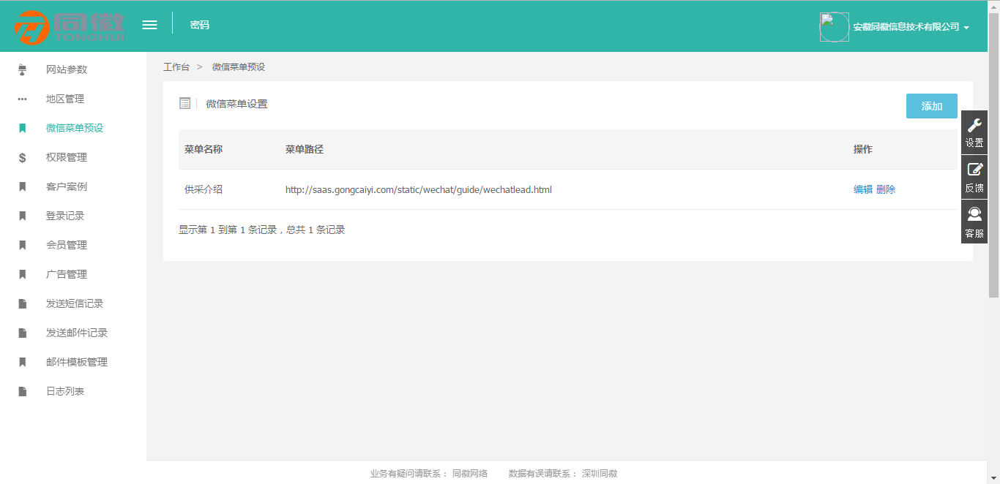 同徽
TONGHUI
密码
安徽同徽信息技术有限公司
网站参数
地区管理
微信菜单预设
权限管理
客户案例
登录记录
会员管理
广告管理
发送短信记录
发送邮件记录
邮件模板管理
日志列表
工作台 > 微信菜单预设
微信菜单设置
添加
菜单名称 菜单路径 操作
供采介绍 http://saas.gongcaiyi.com/static/wechat/guide/wechatlead.html 编辑 删除
显示第 1 到第 1 条记录，总共 1 条记录
设置
反馈
客服
业务有疑问请联系： 同徽网络 数据有误请联系： 深圳同徽